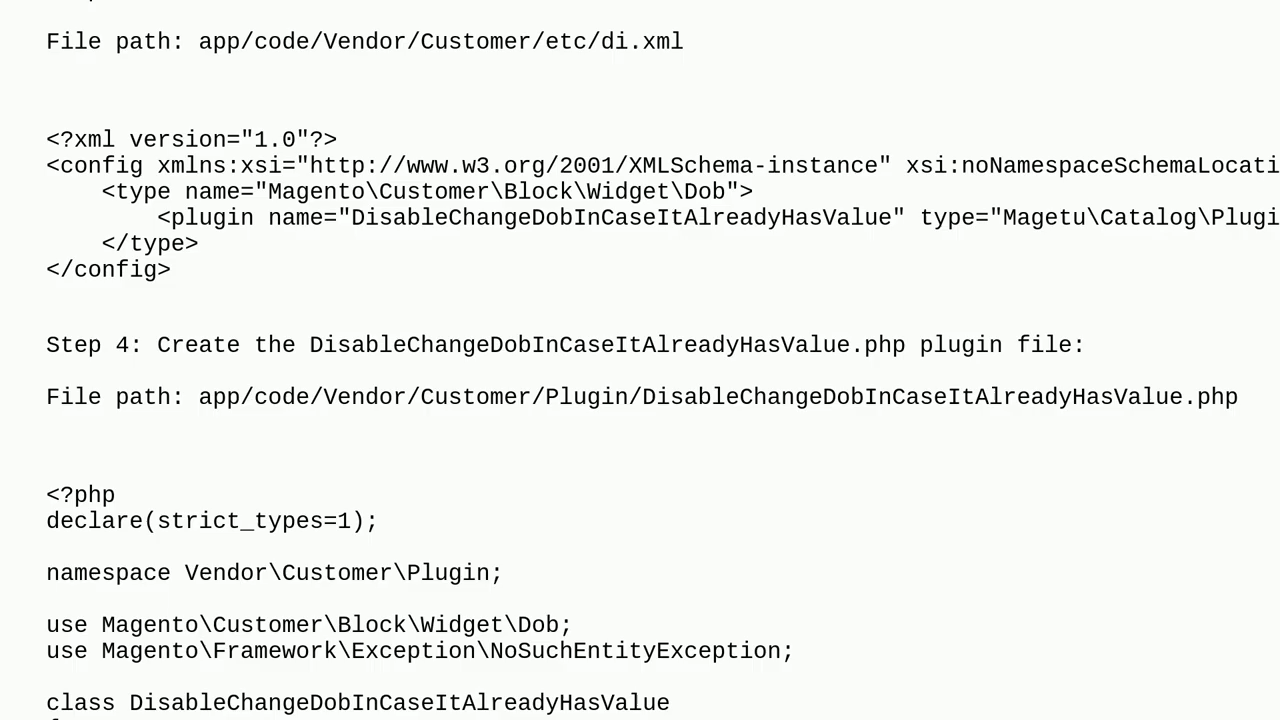 File path: app/code/Vendor/Customer/etc/di.xml
<?xml version="1.0"?>
<config xmlns:xsi="http://www.w3.org/2001/XMLSchema-instance" xsi:noNamespaceSchemaLocati
    <type name="Magento\Customer\Block\Widget\Dob">
        <plugin name="DisableChangeDobInCaseItAlreadyHasValue" type="Magetu\Catalog\Plugi
    </type>
</config>
Step 4: Create the DisableChangeDobInCaseItAlreadyHasValue.php plugin file:
File path: app/code/Vendor/Customer/Plugin/DisableChangeDobInCaseItAlreadyHasValue.php
<?php
declare(strict_types=1);
namespace Vendor\Customer\Plugin;
use Magento\Customer\Block\Widget\Dob;
use Magento\Framework\Exception\NoSuchEntityException;
class DisableChangeDobInCaseItAlreadyHasValue